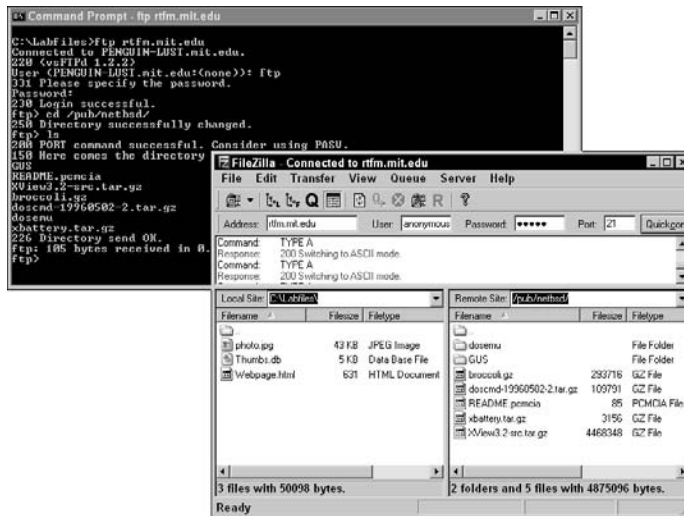 Command Prompt - ftp rtfm.mit.edu
C:\Labfiles>ftp rtfm.mit.edu
Connected to PENGUIN-LUST.mit.edu.
220 (vsFTPd 1.2.2)
User (PENGUIN-LUST.mit.edu:(none)): ftp
331 Please specify the password.
Password:
230 Login successful.
ftp> cd /pub/netbsd/
250 Directory successfully changed.
ftp> ls
200 PORT command successful. Consider using PASV.
150 Here comes the directory
GUS
README.pcmcia
XView3.2-src.tar.gz
broccoli.gz
doscmd-19960502-2.tar.gz
dosemu
xbattery.tar.gz
226 Directory send OK.
ftp: 105 bytes received in 0.
ftp>
FileZilla - Connected to rtfm.mit.edu
File Edit Transfer View Queue Server Help
Address: rtfm.mit.edu User: anonymous Password: ••••• Port: 21 Quickcon
Command: TYPE A
Response: 200 Switching to ASCII mode.
Command: TYPE A
Response: 200 Switching to ASCII mode.
Local Site: C:\Labfiles\
Filename Filesize Filetype
..
photo.jpg 43 KB JPEG Image
Thumbs.db 5 KB Data Base File
Webpage.html 631 HTML Document
3 files with 50098 bytes.
Remote Site: /pub/netbsd/
Filename Filesize Filetype
..
dosemu File Folder
GUS File Folder
broccoli.gz 293716 GZ File
doscmd-19960502-2.tar.gz 109791 GZ File
README.pcmcia 85 PCMCIA File
xbattery.tar.gz 3156 GZ File
XView3.2-src.tar.gz 4468348 GZ File
2 folders and 5 files with 4875096 bytes.
Ready